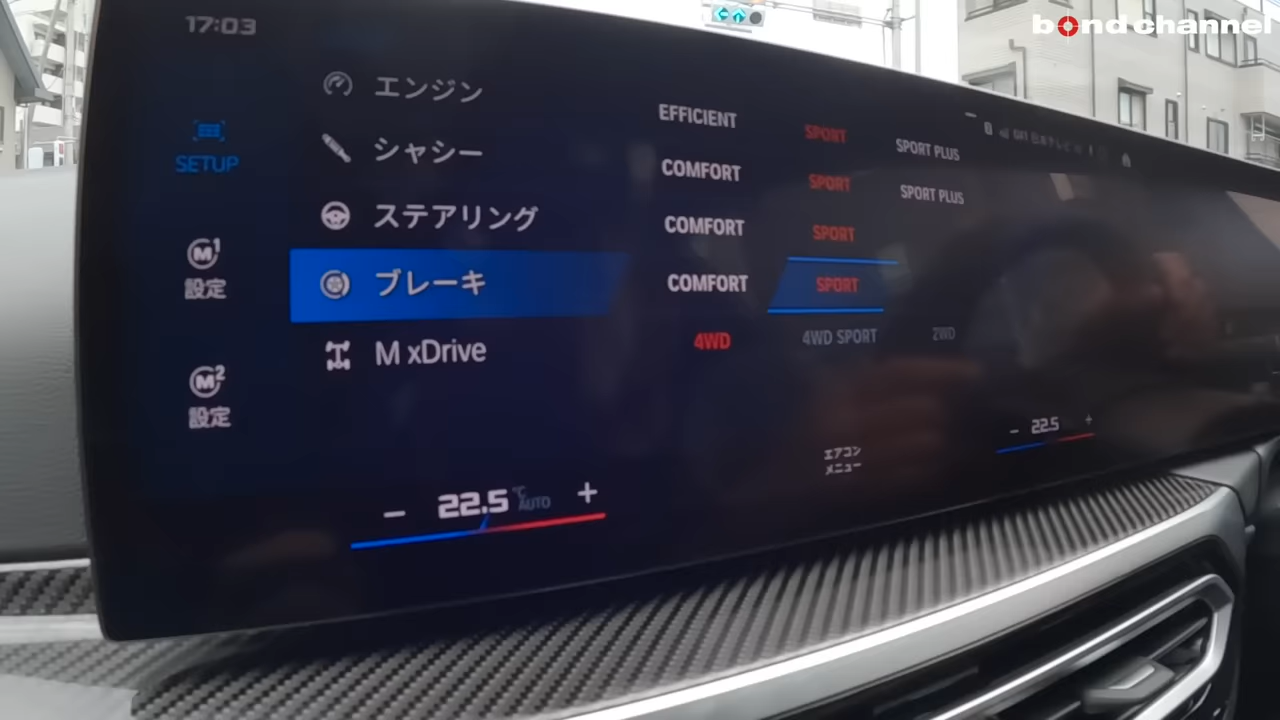 17:03
bond channel
SETUP
エンジン EFFICIENT SPORT SPORT PLUS
シャシー COMFORT SPORT SPORT PLUS
ステアリング COMFORT SPORT
ブレーキ COMFORT SPORT
M xDrive 4WD 4WD SPORT 2WD
M1
設定
M2
設定
− 22.5 °C AUTO +
エアコン
メニュー
− 22.5 +